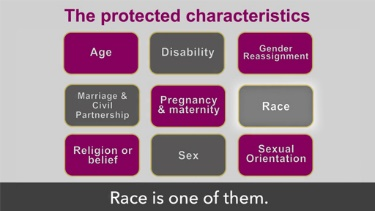 The protected characteristics
Age
Disability
Gender
Reassignment
Marriage &
Civil
Partnership
Pregnancy
& maternity
Race
Religion or
belief
Sex
Sexual
Orientation
Race is one of them.